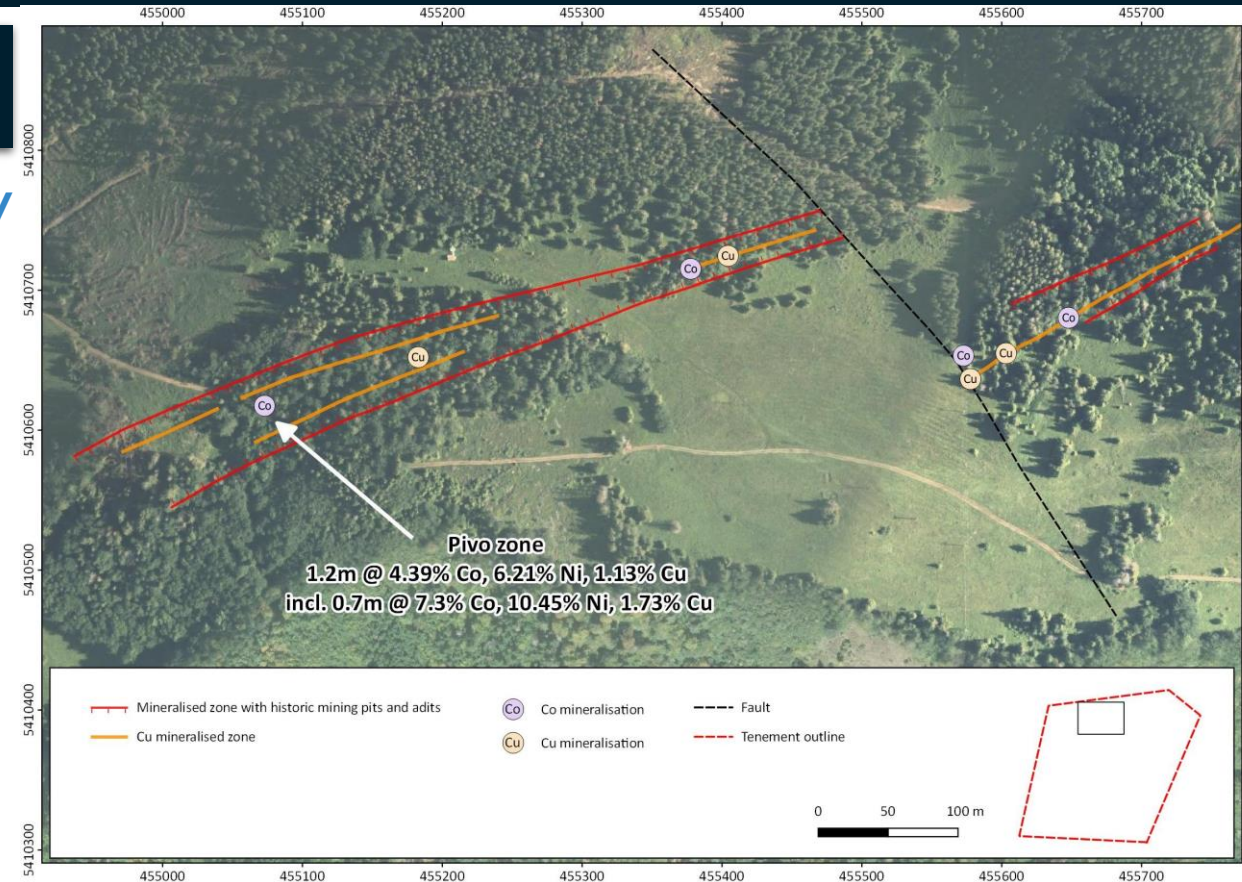 455000 455100 455200 455300 455400 455500 455600 455700
5410800
5410700
5410600
5410500
5410400
5410300
y
Co
Cu
Cu
Co
Co
Cu
Co
Cu
Pivo zone
1.2m @ 4.39% Co, 6.21% Ni, 1.13% Cu
incl. 0.7m @ 7.3% Co, 10.45% Ni, 1.73% Cu
Mineralised zone with historic mining pits and adits
Cu mineralised zone
Co Co mineralisation
Cu Cu mineralisation
Fault
Tenement outline
0 50 100 m
455000 455100 455200 455300 455400 455500 455600 455700